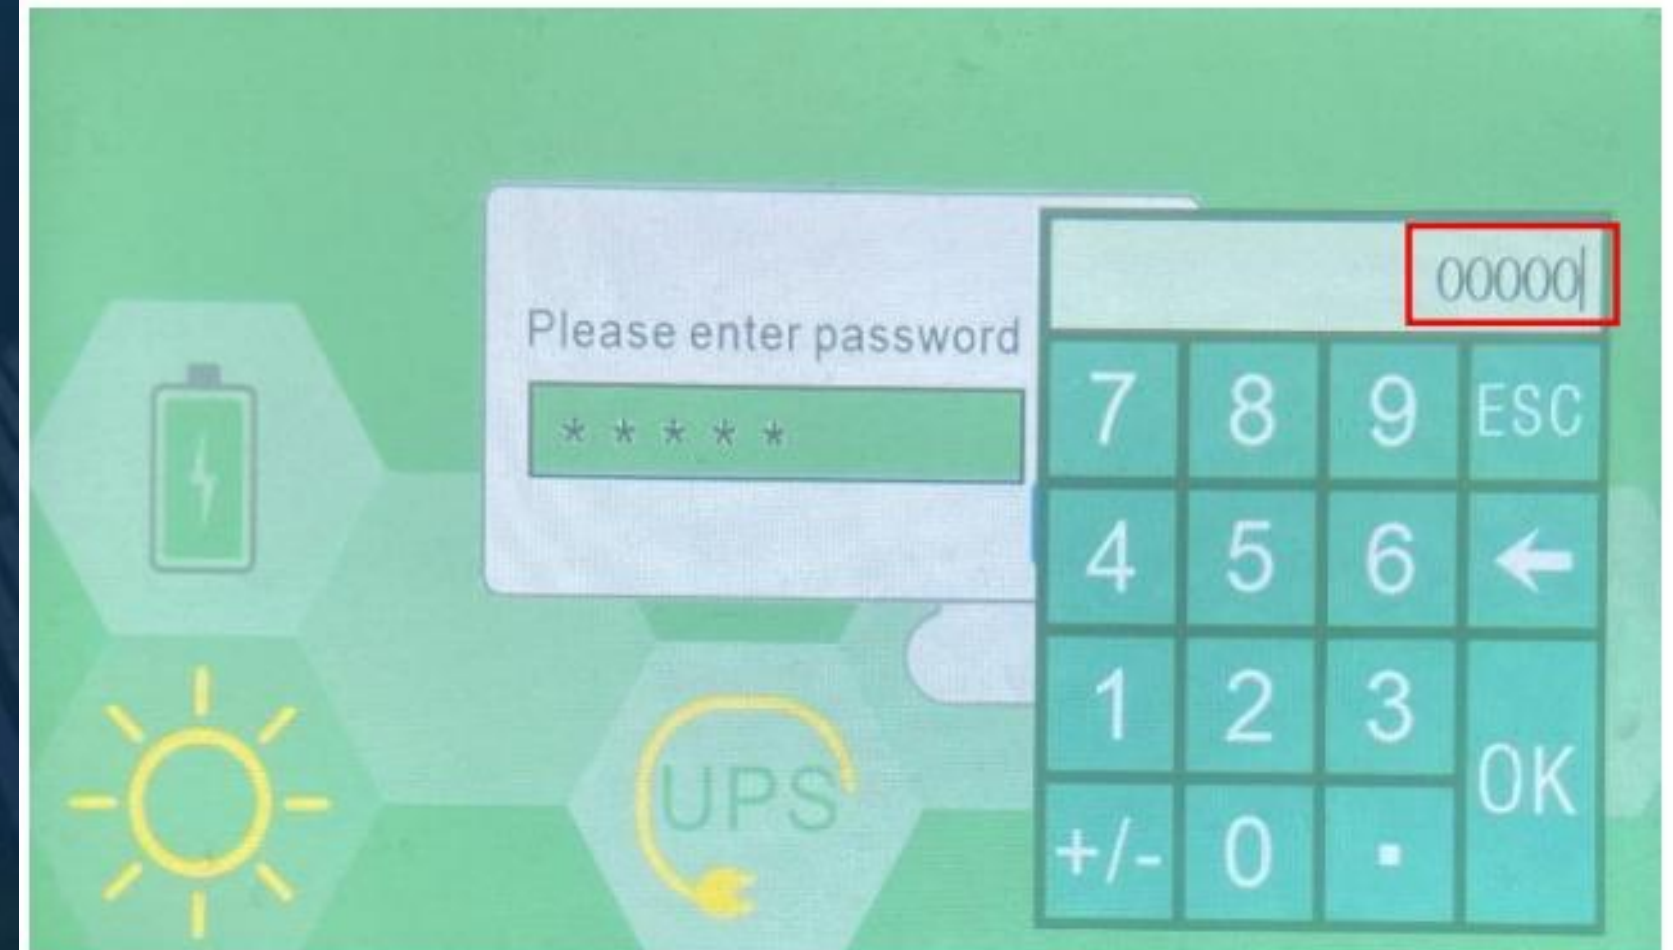 00000
Please enter password
* * * * *
7 8 9 ESC
4 5 6 ←
1 2 3
OK
+/- 0 .
UPS